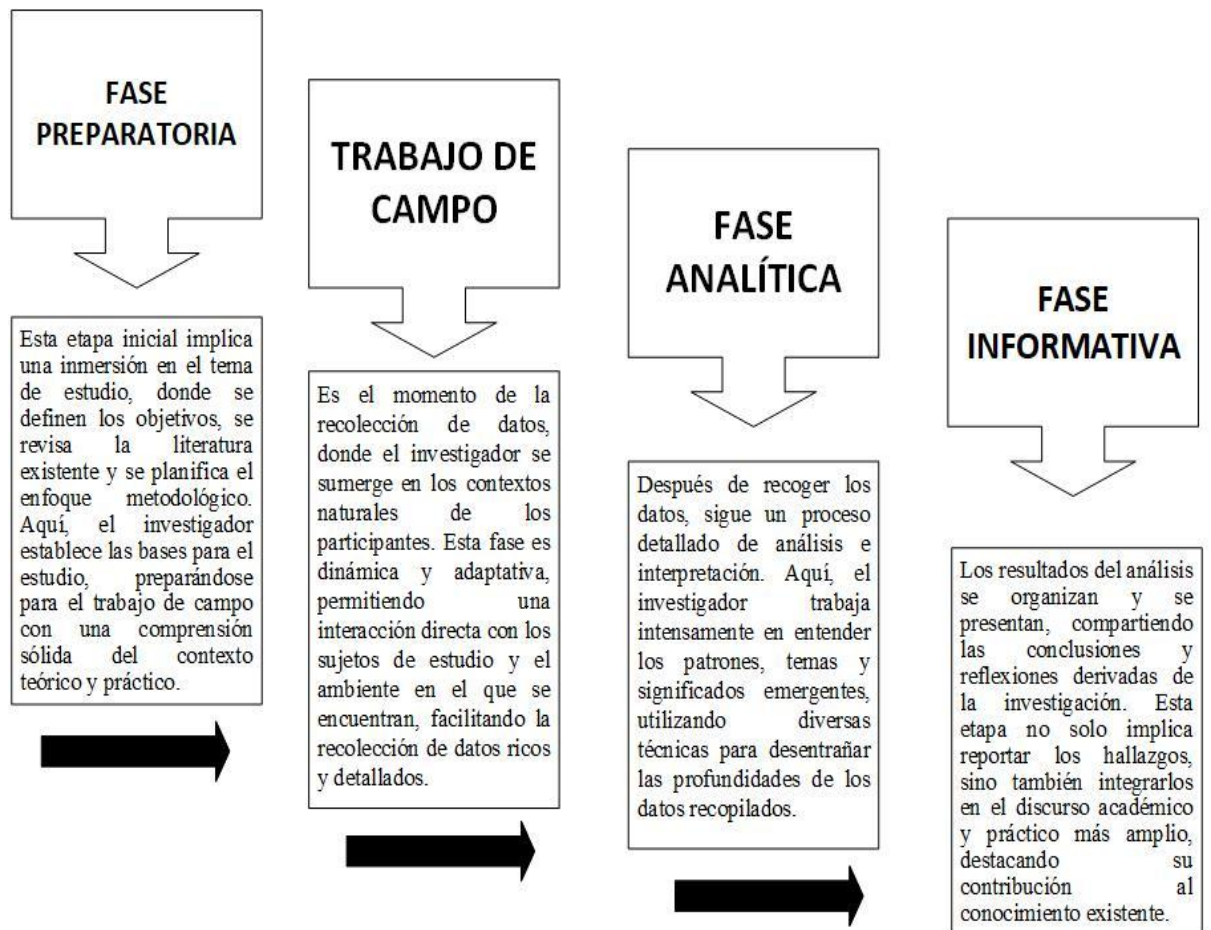 FASE
PREPARATORIA
Esta etapa inicial implica
una inmersión en el tema
de estudio, donde se
definen los objetivos, se
revisa la literatura
existente y se planifica el
enfoque metodológico.
Aquí, el investigador
establece las bases para el
estudio, preparándose
para el trabajo de campo
con una comprensión
sólida del contexto
teórico y práctico.
TRABAJO DE
CAMPO
Es el momento de la
recolección de datos,
donde el investigador se
sumerge en los contextos
naturales de los
participantes. Esta fase es
dinámica y adaptativa,
permitiendo una
interacción directa con los
sujetos de estudio y el
ambiente en el que se
encuentran, facilitando la
recolección de datos ricos
y detallados.
FASE
ANALÍTICA
Después de recoger los
datos, sigue un proceso
detallado de análisis e
interpretación. Aquí, el
investigador trabaja
intensamente en entender
los patrones, temas y
significados emergentes,
utilizando diversas
técnicas para desentrañar
las profundidades de los
datos recopilados.
FASE
INFORMATIVA
Los resultados del análisis
se organizan y se
presentan, compartiendo
las conclusiones y
reflexiones derivadas de
la investigación. Esta
etapa no solo implica
reportar los hallazgos,
sino también integrarlos
en el discurso académico
y práctico más amplio,
destacando su
contribución al
conocimiento existente.